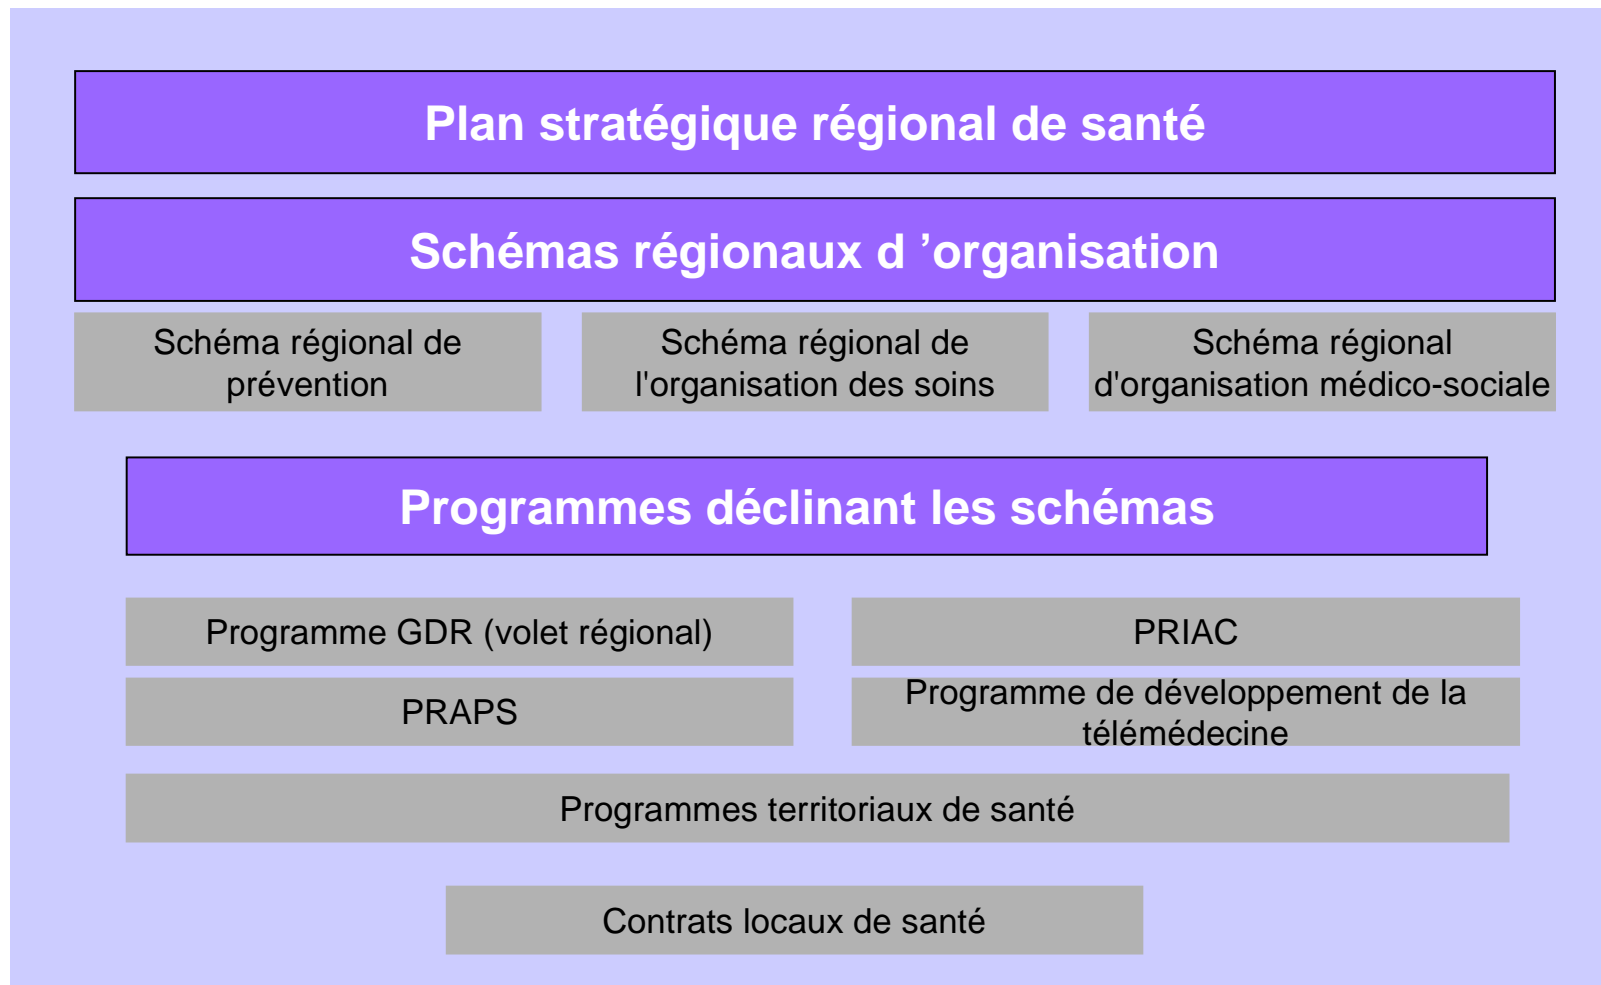 Plan stratégique régional de santé
Schémas régionaux d ’organisation
Schéma régional de
prévention
Schéma régional de
l'organisation des soins
Schéma régional
d'organisation médico-sociale
Programmes déclinant les schémas
Programme GDR (volet régional)
PRIAC
PRAPS
Programme de développement de la
télémédecine
Programmes territoriaux de santé
Contrats locaux de santé